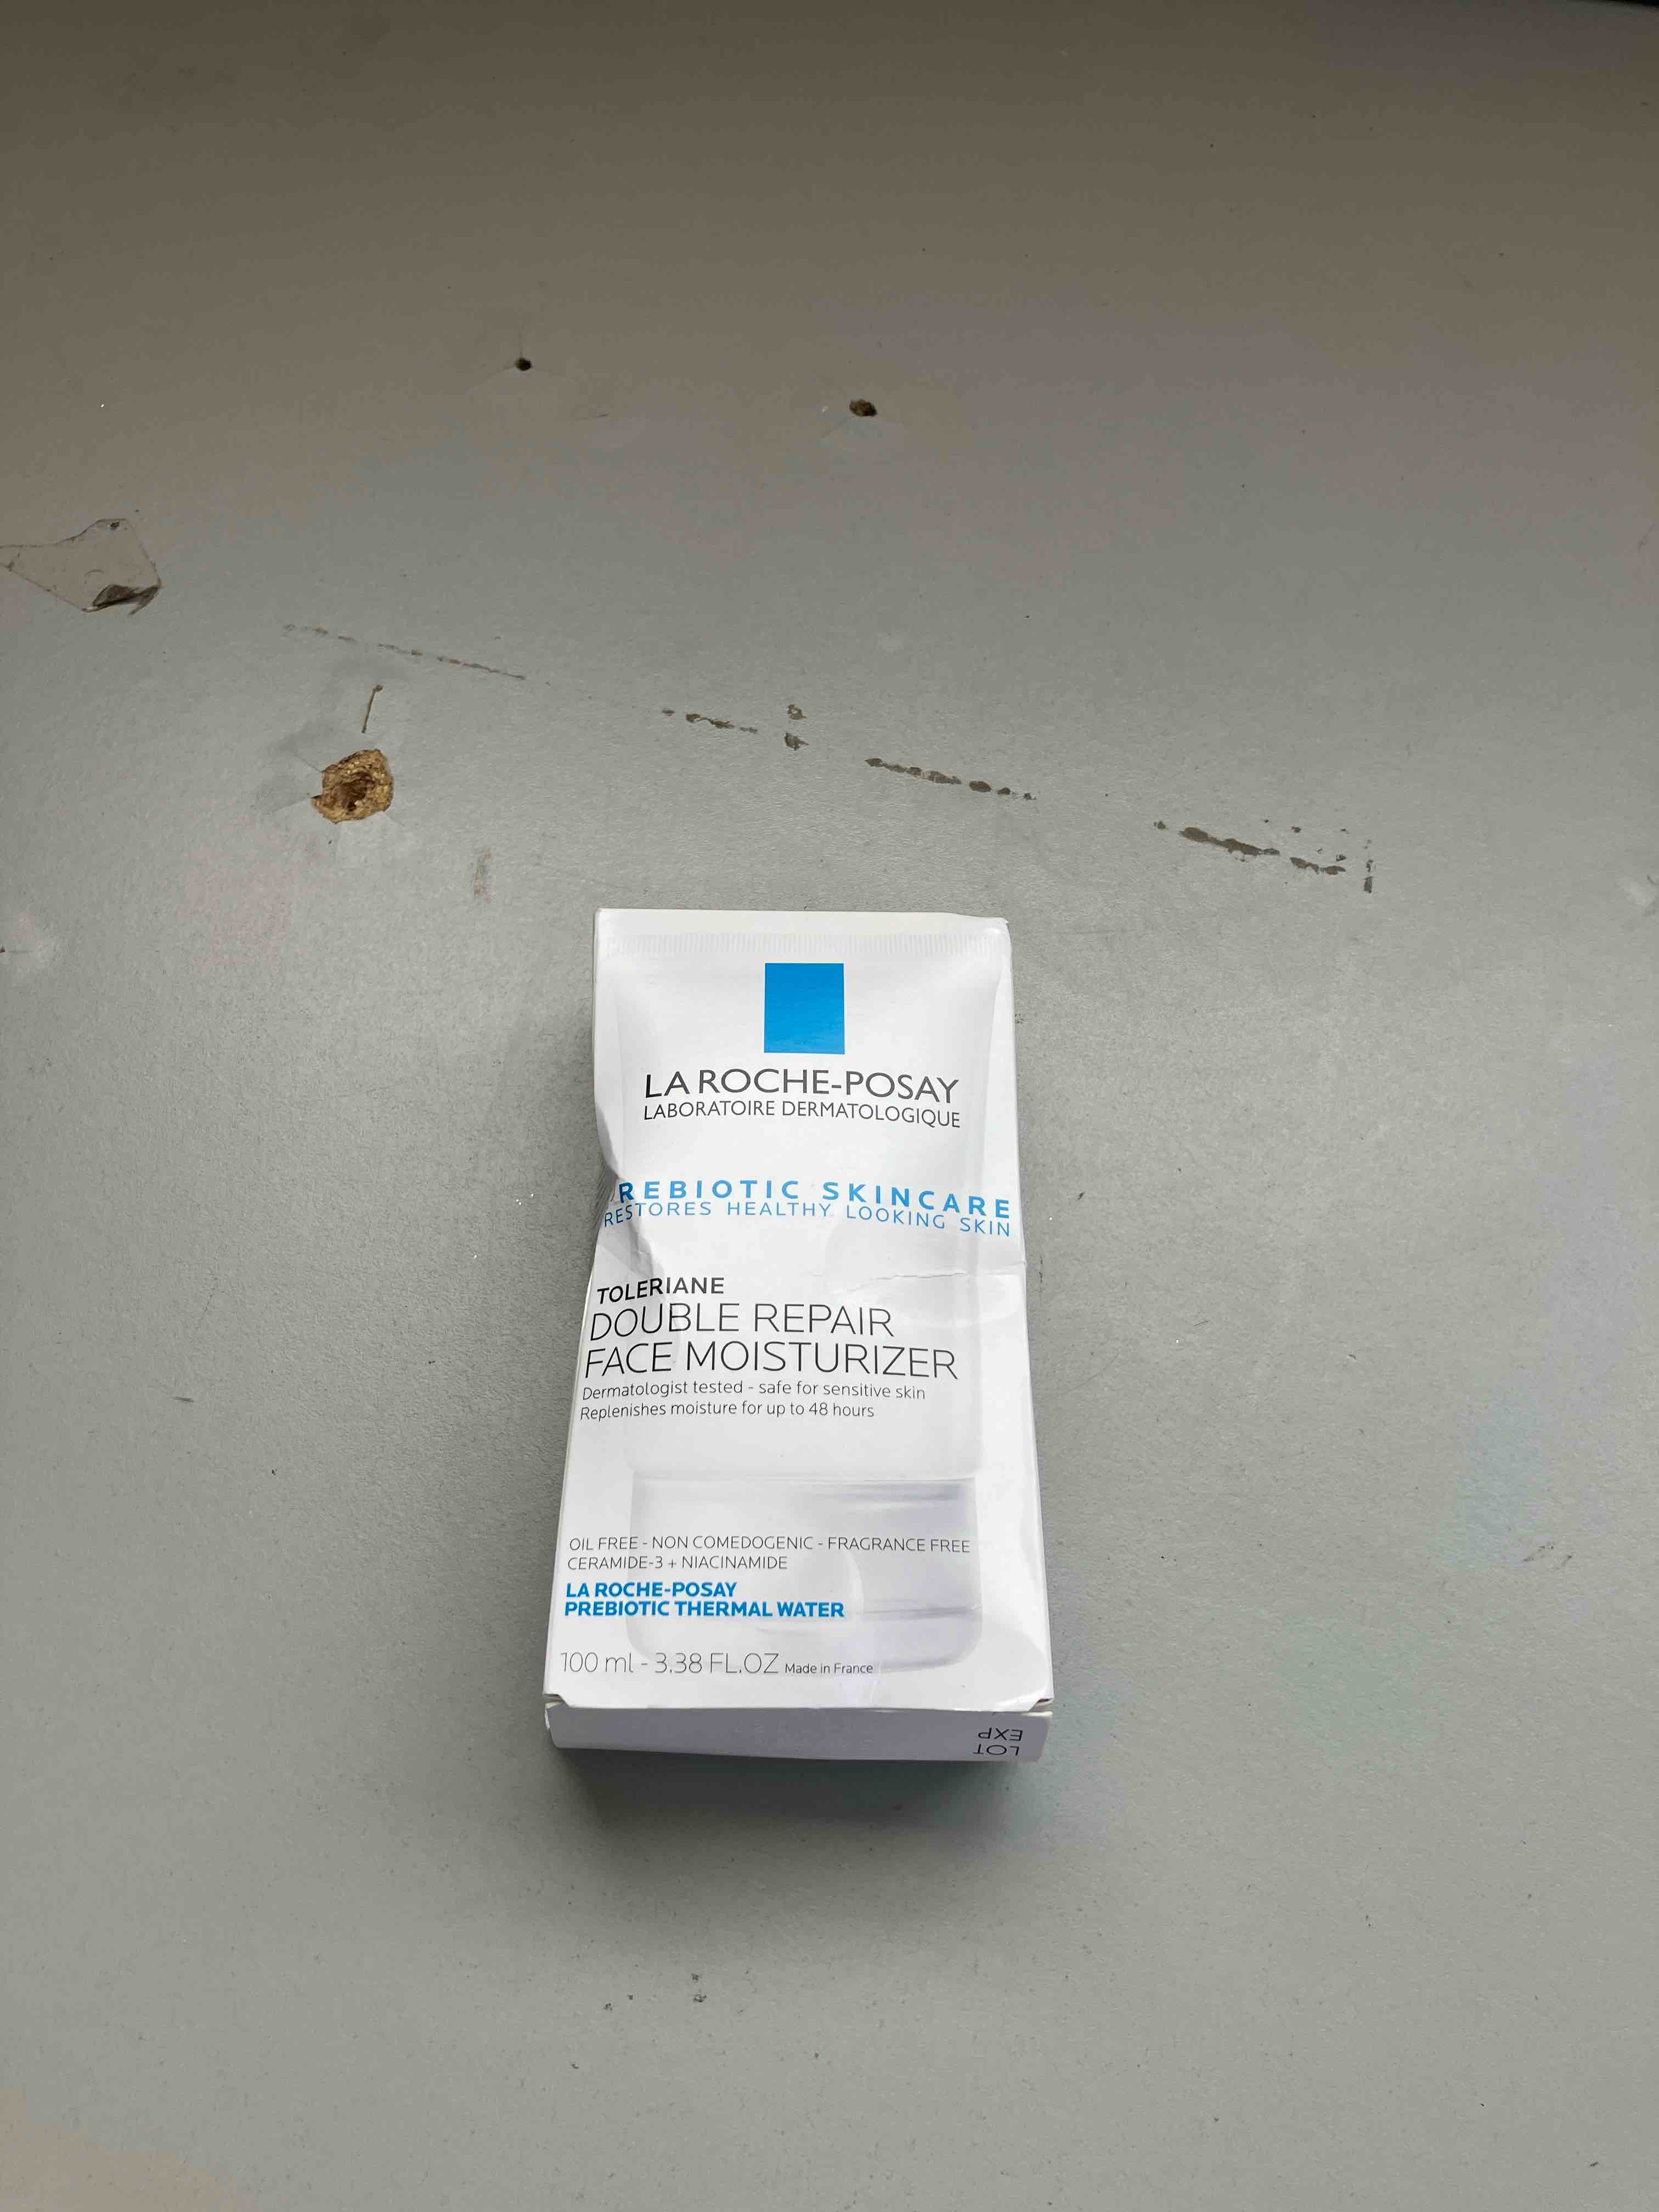 LA ROCHE-POSAY
LABORATOIRE DERMATOLOGIQUE
PREBIOTIC SKINCARE
RESTORES HEALTHY LOOKING SKIN
TOLERIANE
DOUBLE REPAIR
FACE MOISTURIZER
Dermatologist tested - safe for sensitive skin
Replenishes moisture for up to 48 hours
OIL FREE - NON COMEDOGENIC - FRAGRANCE FREE
CERAMIDE-3 + NIACINAMIDE
LA ROCHE-POSAY
PREBIOTIC THERMAL WATER
100 ml - 3.38 FL.OZ Made in France
LOT
EXP